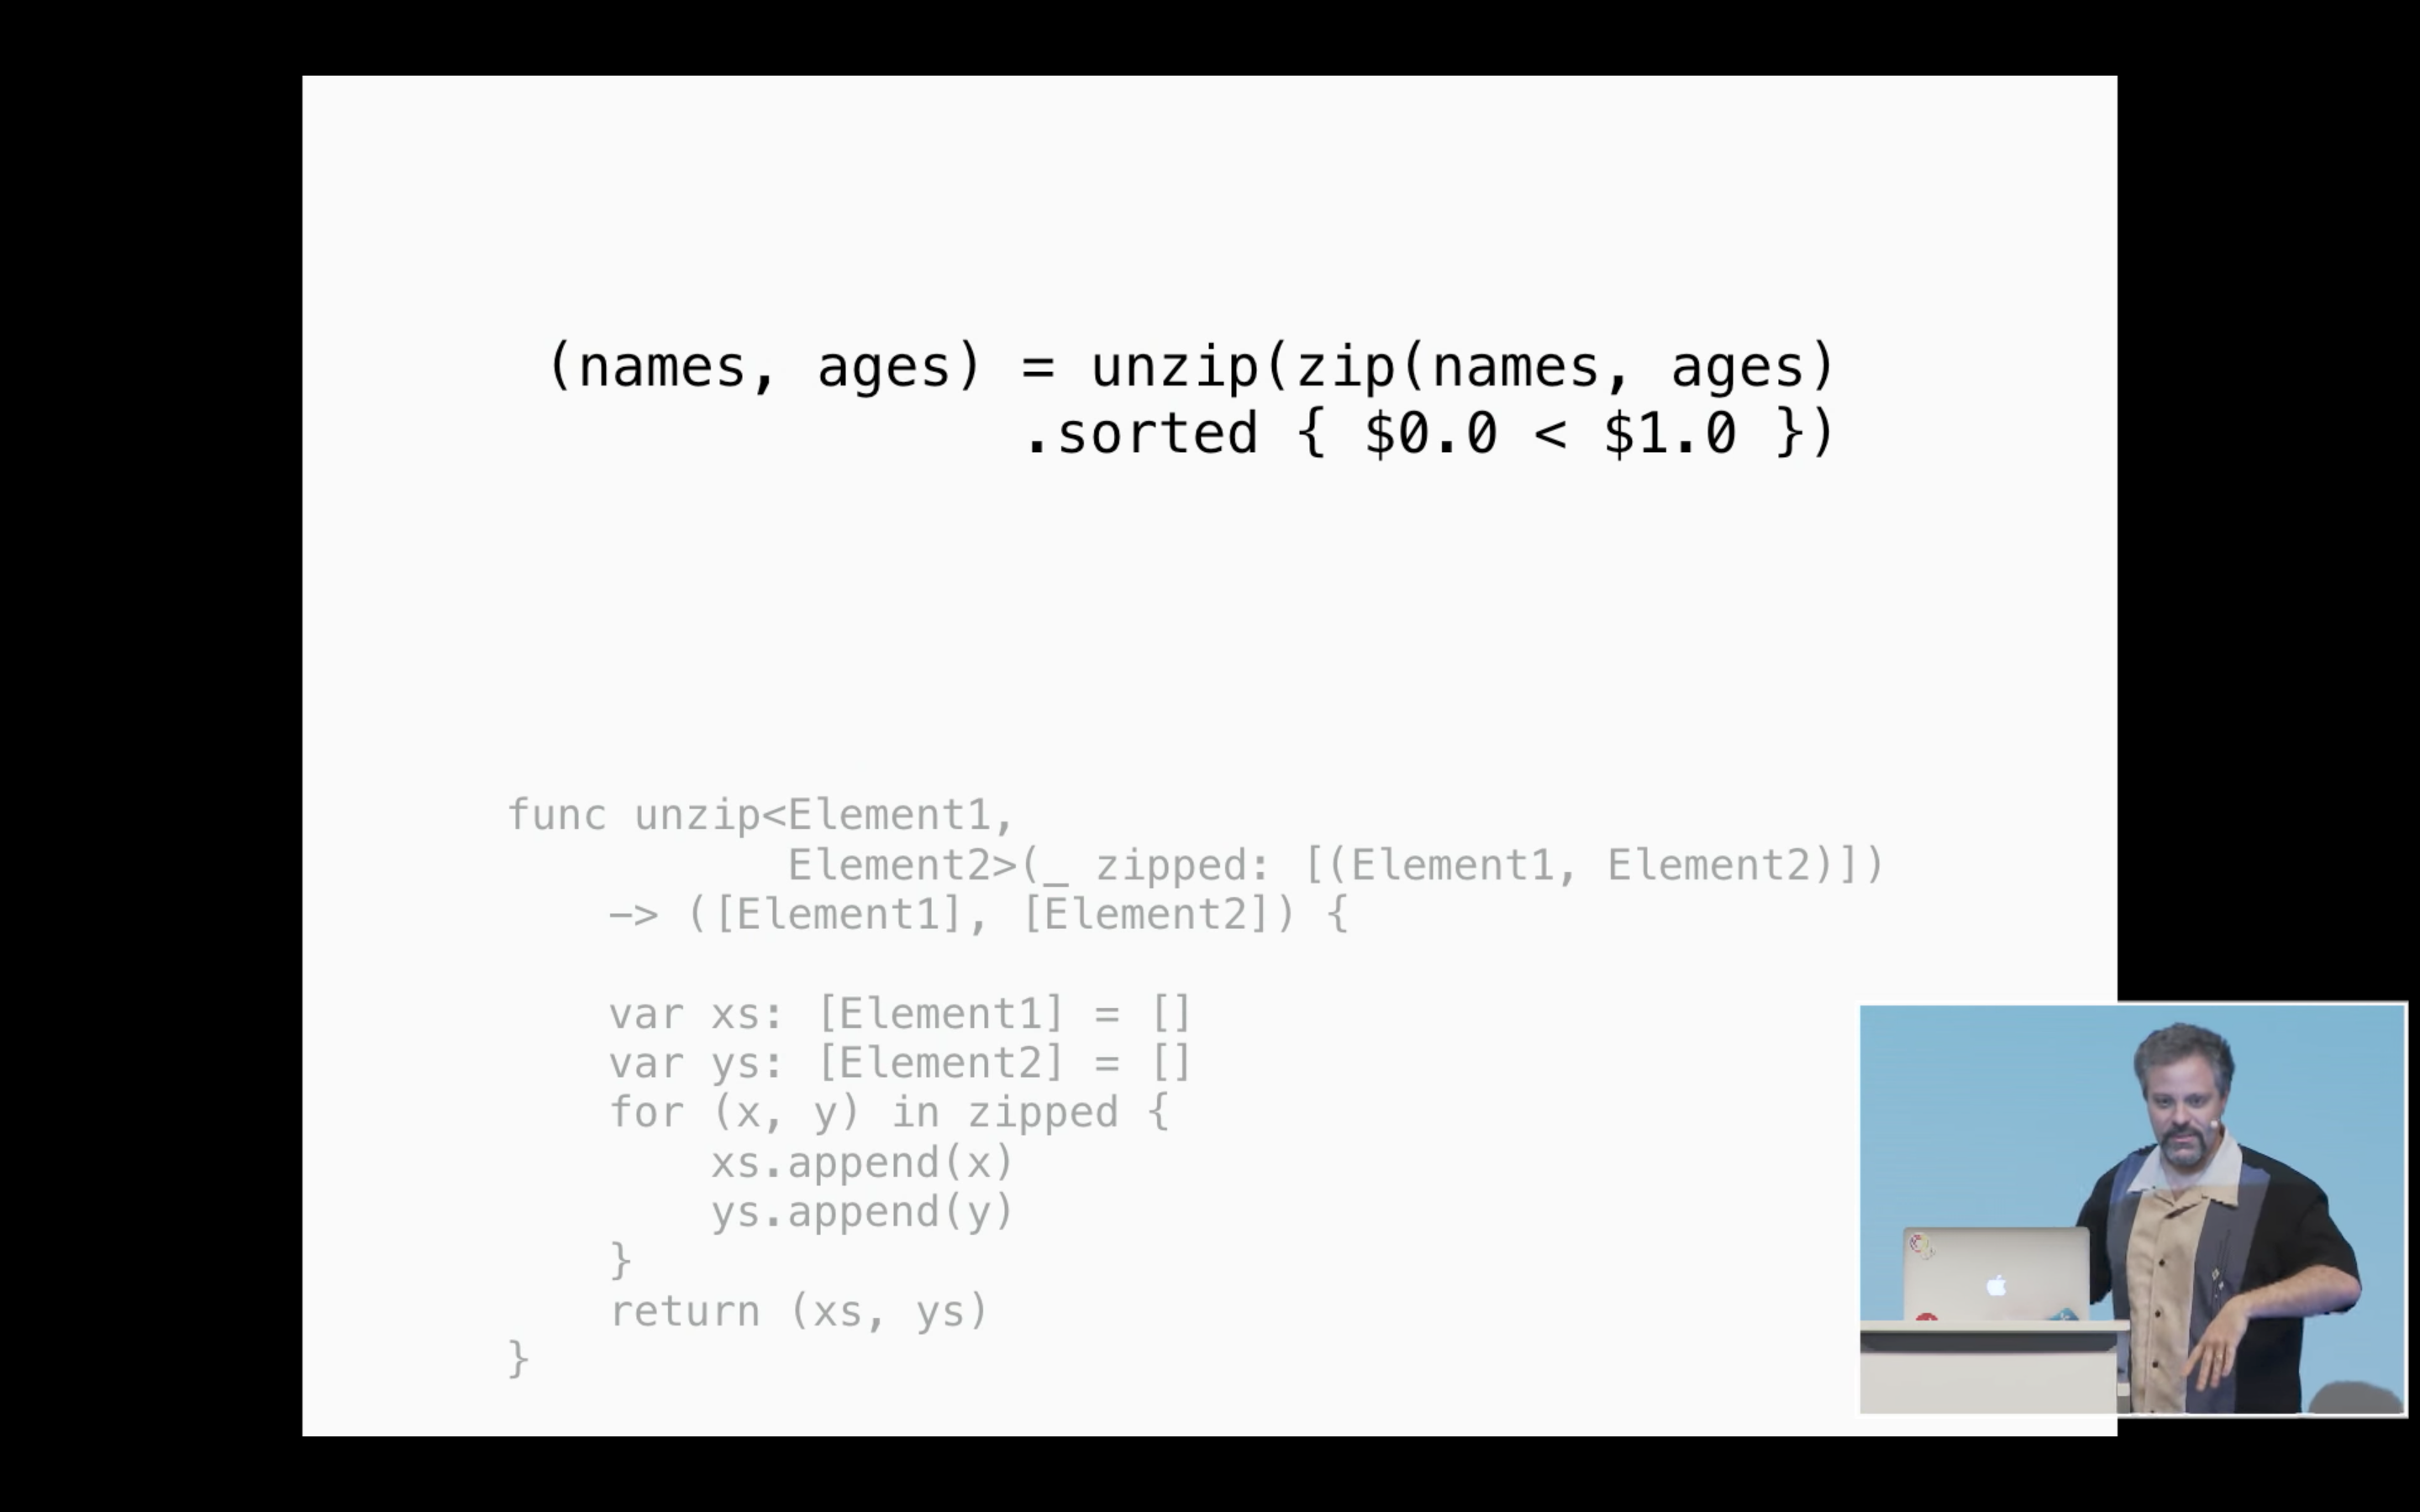 (names, ages) = unzip(zip(names, ages)
.sorted { $0.0 < $1.0 })
func unzip<Element1,
Element2>(_ zipped: [(Element1, Element2)])
-> ([Element1], [Element2]) {
var xs: [Element1] = []
var ys: [Element2] = []
for (x, y) in zipped {
xs.append(x)
ys.append(y)
}
return (xs, ys)
}